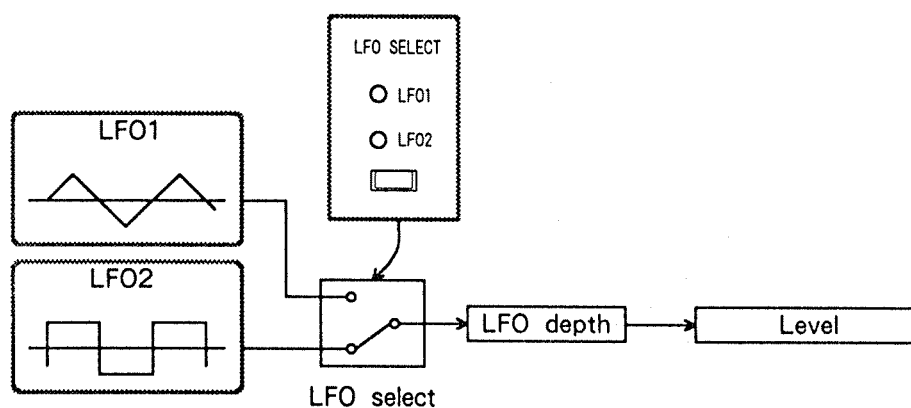 LFO SELECT
LFO1
LFO2
LFO1
LFO2
LFO depth
Level
LFO select